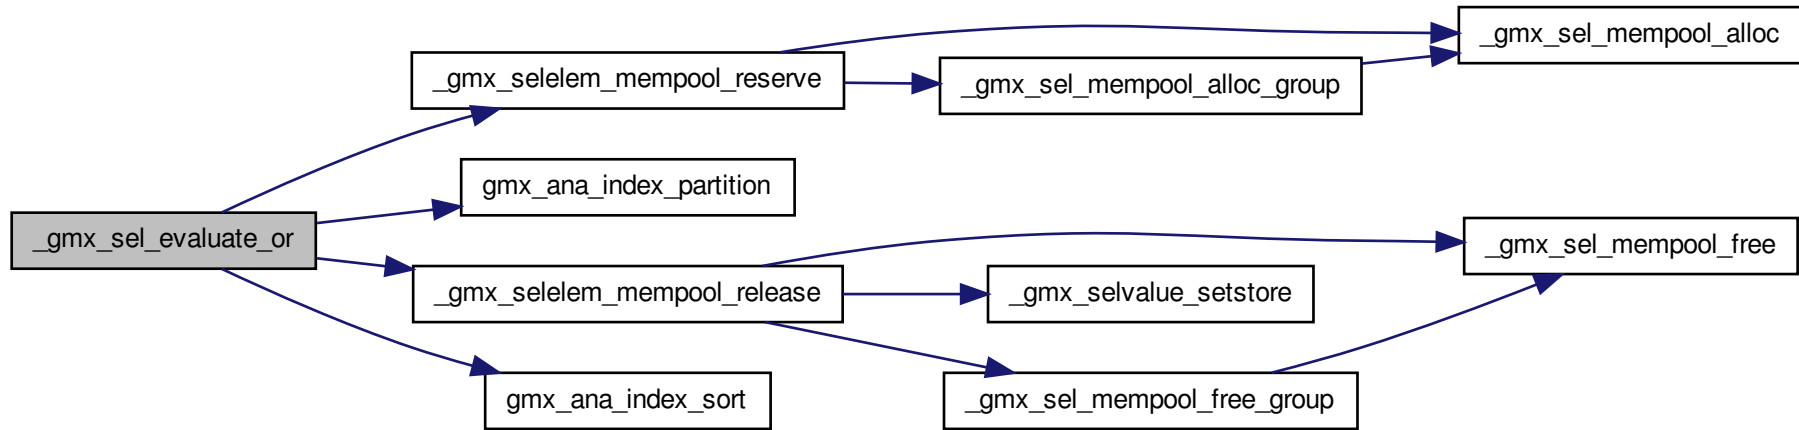 _gmx_sel_evaluate_or
_gmx_selelem_mempool_reserve
gmx_ana_index_partition
_gmx_selelem_mempool_release
gmx_ana_index_sort
_gmx_sel_mempool_alloc_group
_gmx_selvalue_setstore
_gmx_sel_mempool_free_group
_gmx_sel_mempool_alloc
_gmx_sel_mempool_free